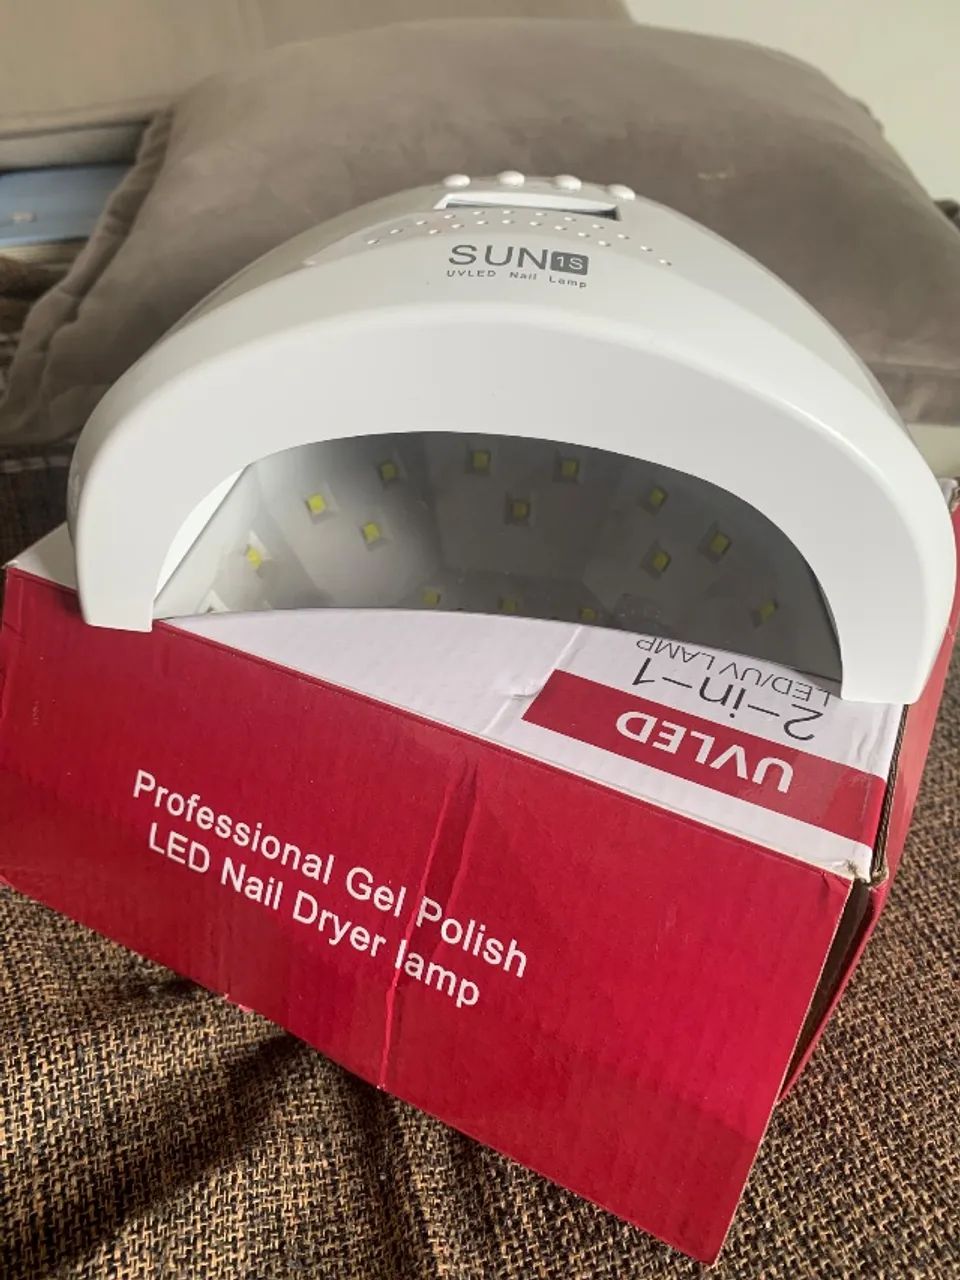 SUN 1S
UVLED Nail Lamp
UVLED
2-in-1
LED/UV LAMP
Professional Gel Polish
LED Nail Dryer lamp